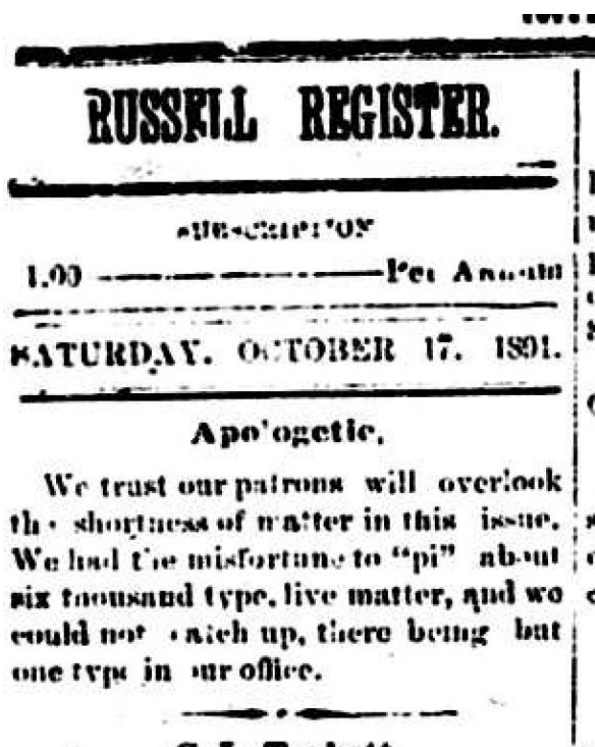 RUSSELL REGISTER.
SUBSCRIPTION
1.00 Per Annum
SATURDAY. OCTOBER 17. 1891.
Apologetic.
We trust our patrons will overlook
the shortness of matter in this issue.
We had the misfortune to "pi" about
six thousand type, live matter, and we
could not catch up, there being but
one type in our office.